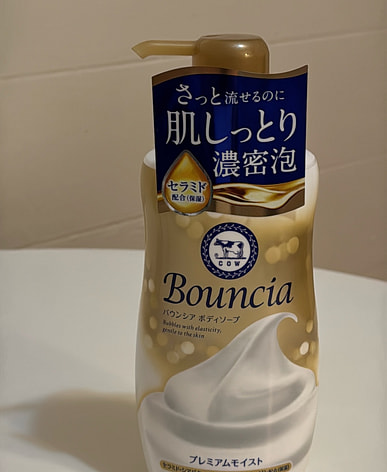 さっと流せるのに
肌しっとり
濃密泡
セラミド
配合(保湿)
COW
Bouncia
バウンシア ボディソープ
Bubbles with elasticity,
gentle to the skin
プレミアムモイスト